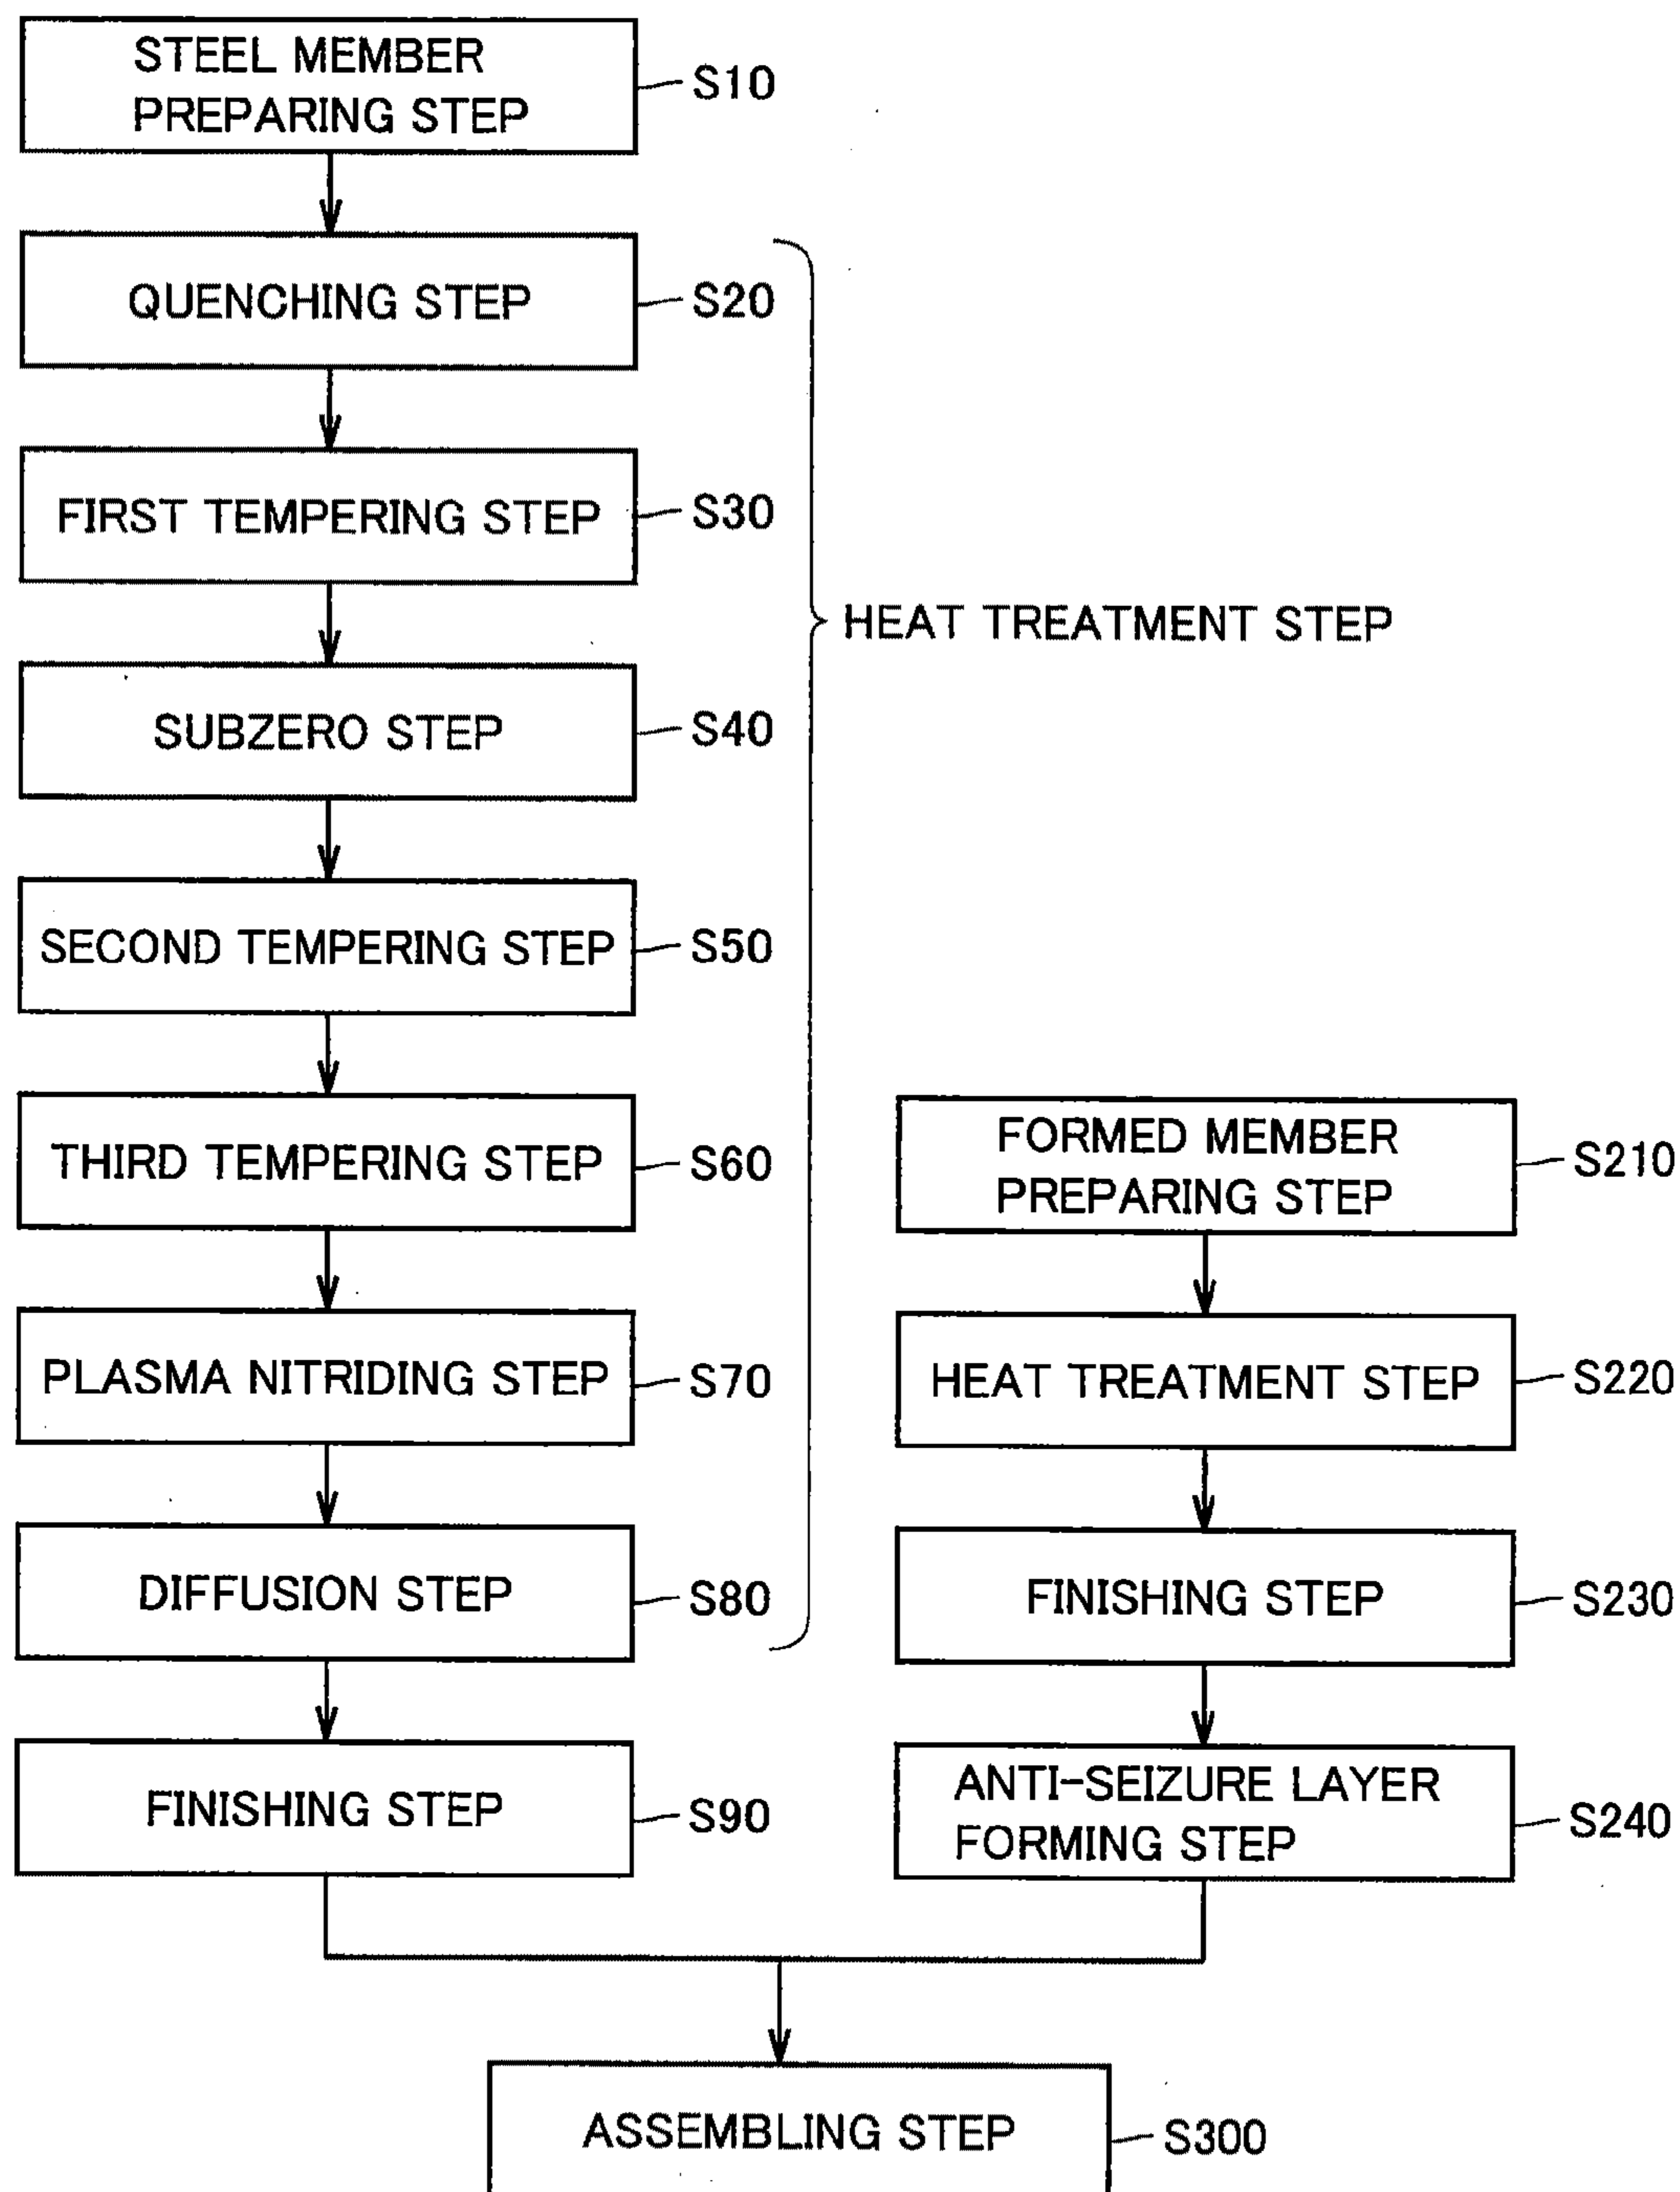 STEEL MEMBER
PREPARING STEP
S10
QUENCHING STEP
S20
FIRST TEMPERING STEP
S30
HEAT TREATMENT STEP
SUBZERO STEP
S40
SECOND TEMPERING STEP
S50
THIRD TEMPERING STEP
S60
PLASMA NITRIDING STEP
S70
DIFFUSION STEP
S80
FINISHING STEP
S90
FORMED MEMBER
PREPARING STEP
S210
HEAT TREATMENT STEP
S220
FINISHING STEP
S230
ANTI-SEIZURE LAYER
FORMING STEP
S240
ASSEMBLING STEP
S300